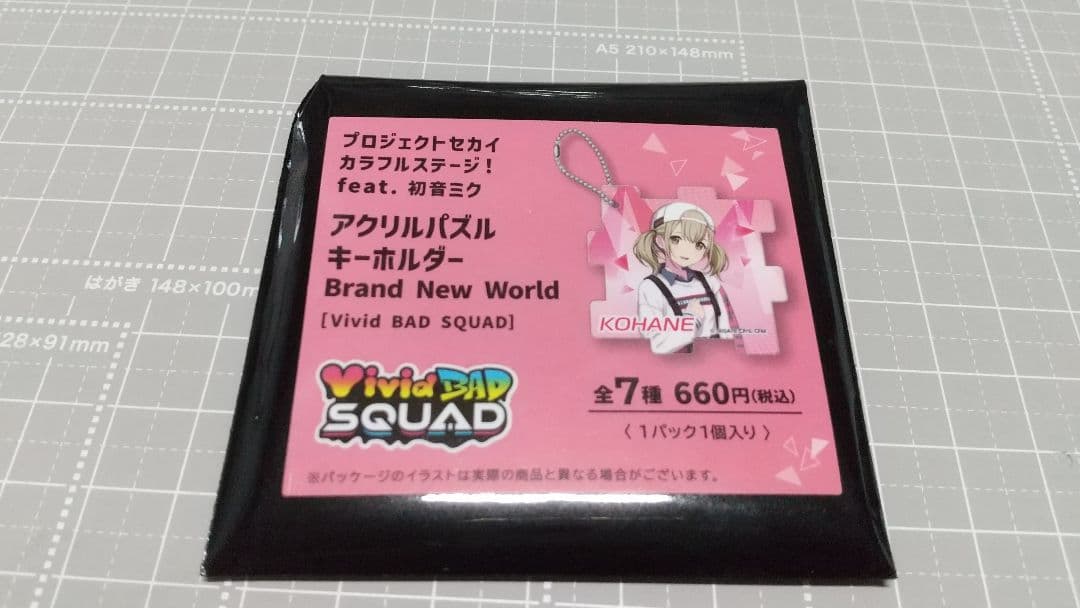 A5 210×148mm
はがき 148×100m
28×91mm
プロジェクトセカイ
カラフルステージ！
feat. 初音ミク
アクリルパズル
キーホルダー
Brand New World
[Vivid BAD SQUAD]
Vivid BAD
SQUAD
KOHANE
全7種 660円(税込)
〈 1パック1個入り 〉
※パッケージのイラストは実際の商品と異なる場合がございます。